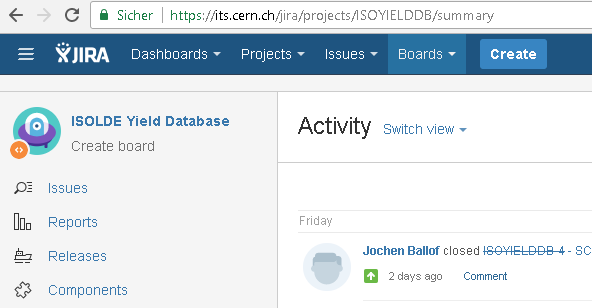 Sicher https://its.cern.ch/jira/projects/ISOYIELDDB/summary
JIRA Dashboards Projects Issues Boards Create
ISOLDE Yield Database
Create board
Issues
Reports
Releases
Components
Activity Switch view
Friday
Jochen Ballof closed ISOYIELDDB-4 - SC
2 days ago Comment